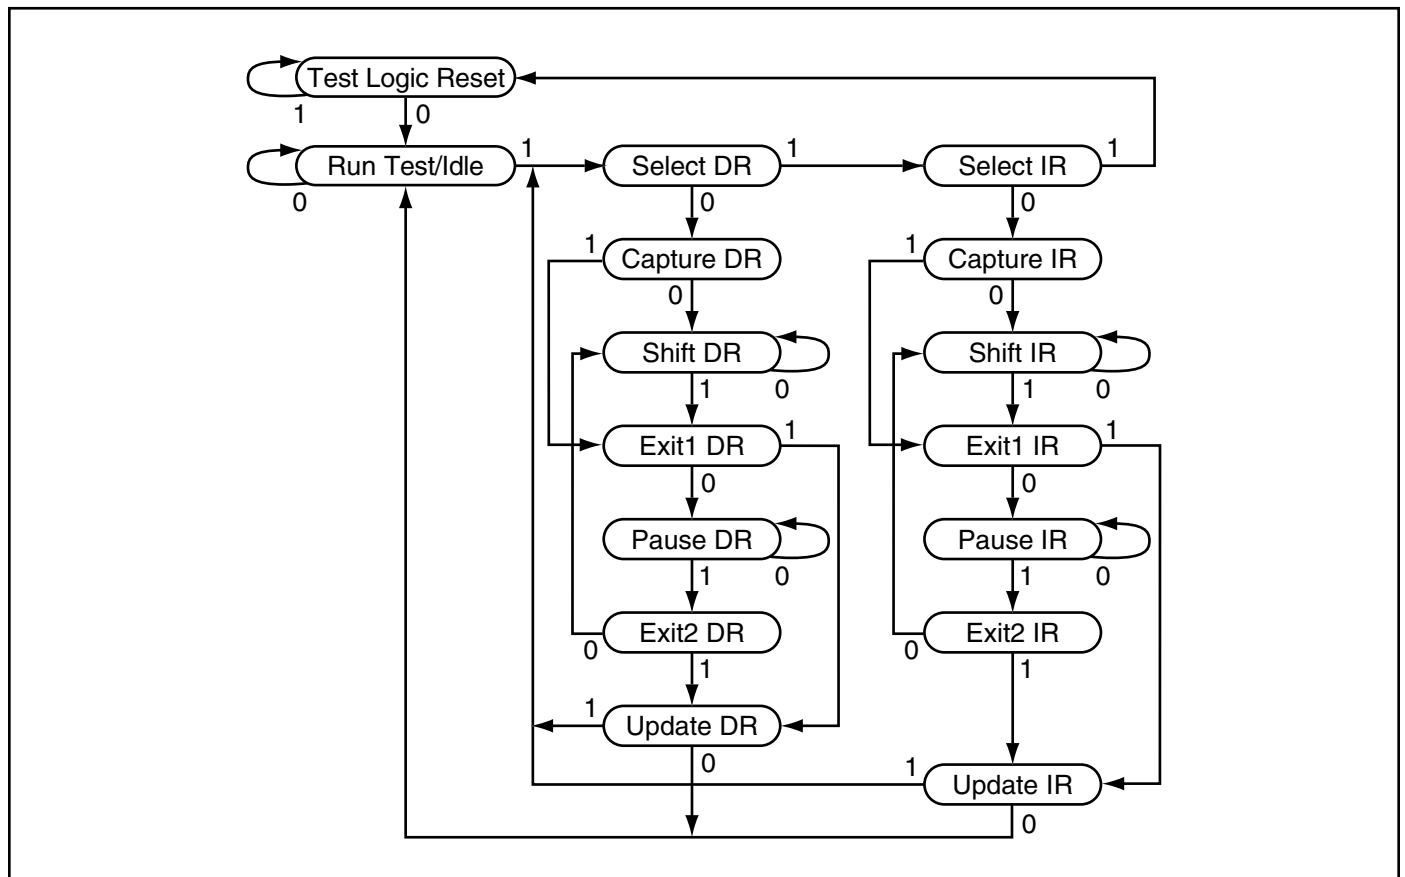 Test Logic Reset
1 0
Run Test/Idle 1 Select DR 1 Select IR 1
0 0 0
1 Capture DR 1 Capture IR
0 0
Shift DR Shift IR
1 0 1 0
Exit1 DR 1 Exit1 IR 1
0 0
Pause DR Pause IR
1 0 1 0
Exit2 DR Exit2 IR
0 1 0 1
1 Update DR
0 1 Update IR
0